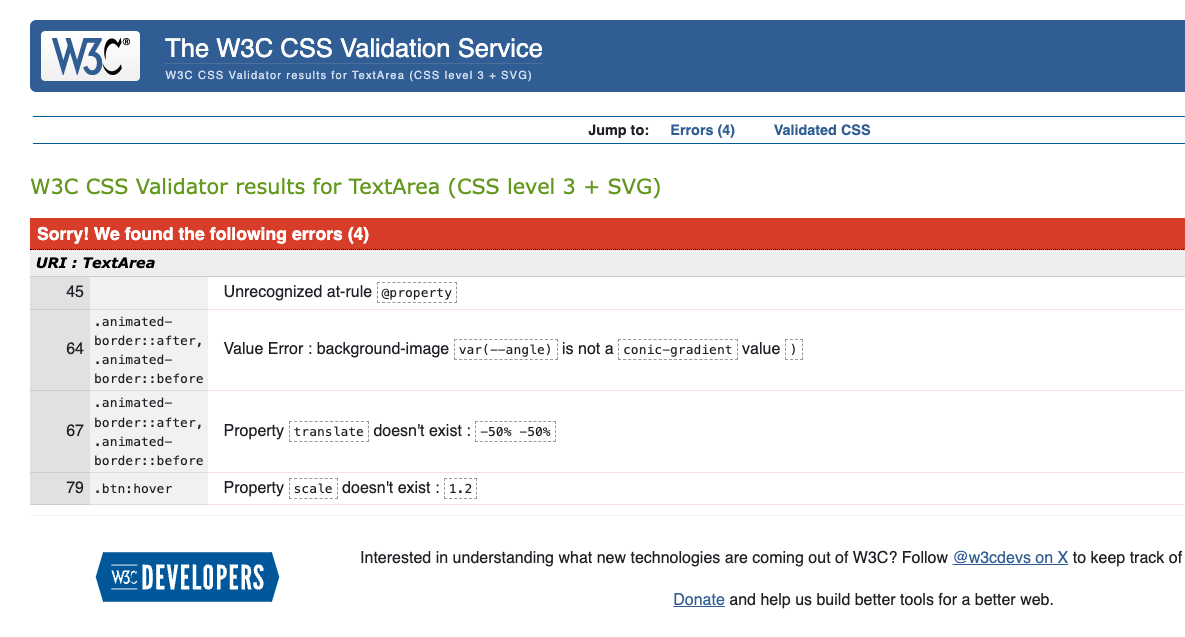 W3C®
The W3C CSS Validation Service
W3C CSS Validator results for TextArea (CSS level 3 + SVG)
Jump to: Errors (4) Validated CSS
W3C CSS Validator results for TextArea (CSS level 3 + SVG)
Sorry! We found the following errors (4)
URI : TextArea
45 Unrecognized at-rule @property
64 .animated-
border::after,
.animated-
border::before
Value Error : background-image var(--angle) is not a conic-gradient value )
67 .animated-
border::after,
.animated-
border::before
Property translate doesn't exist : -50% -50%
79 .btn:hover Property scale doesn't exist : 1.2
W3C DEVELOPERS
Interested in understanding what new technologies are coming out of W3C? Follow @w3cdevs on X to keep track of
Donate and help us build better tools for a better web.